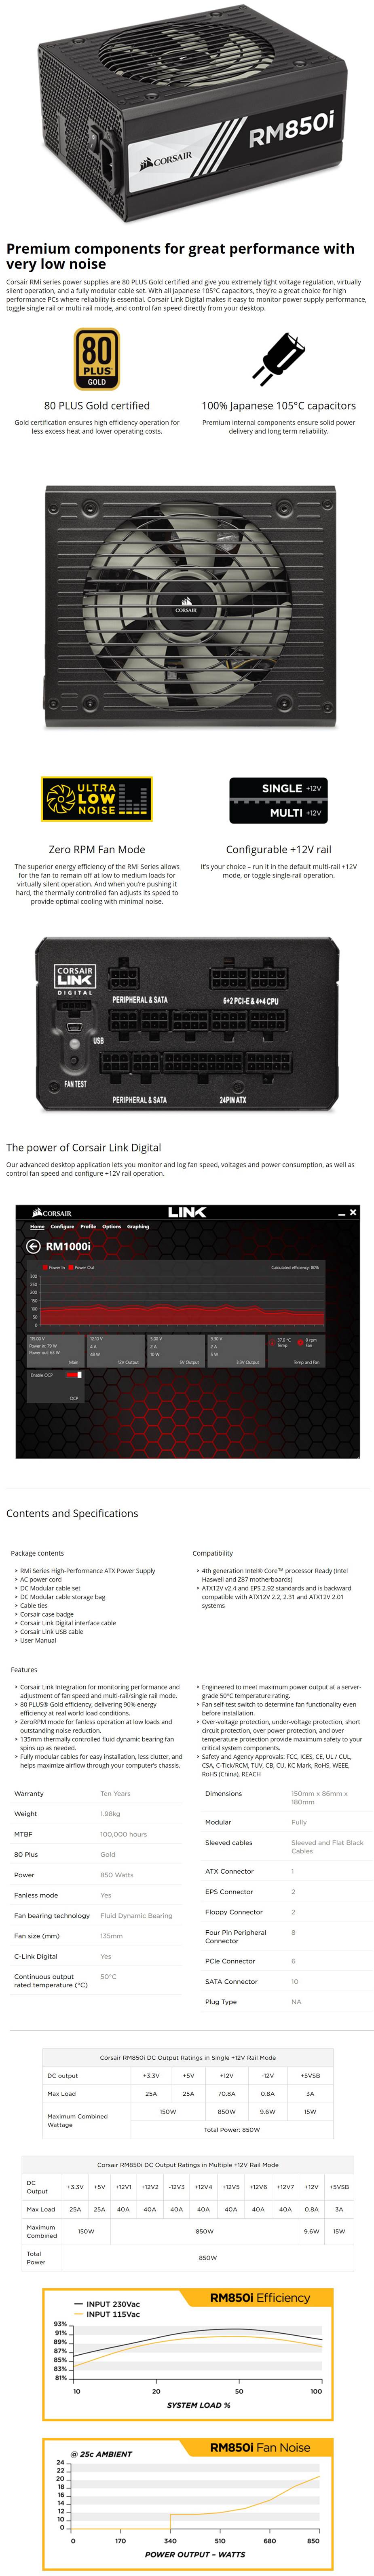 CORSAIR
RM850i
Premium components for great performance with
very low noise
Corsair RMi series power supplies are 80 PLUS Gold certified and give you extremely tight voltage regulation, virtually
silent operation, and a fully modular cable set. With all Japanese 105°C capacitors, they're a great choice for high
performance PCs where reliability is essential. Corsair Link Digital makes it easy to monitor power supply performance,
toggle single rail or multi rail mode, and control fan speed directly from your desktop.
80
PLUS
GOLD
80 PLUS Gold certified
Gold certification ensures high efficiency operation for
less excess heat and lower operating costs.
100% Japanese 105°C capacitors
Premium internal components ensure solid power
delivery and long term reliability.
CORSAIR
ULTRA
LOW
NOISE
SINGLE +12V
MULTI +12V
Zero RPM Fan Mode
The superior energy efficiency of the RMi Series allows
for the fan to remain off at low to medium loads for
virtually silent operation. And when you're pushing it
hard, the thermally controlled fan adjusts its speed to
provide optimal cooling with minimal noise.
Configurable +12V rail
It's your choice – run it in the default multi-rail +12V
mode, or toggle single-rail operation.
CORSAIR
LINK
DIGITAL
PERIPHERAL & SATA
6+2 PCI-E & 4+4 CPU
USB
FAN TEST
PERIPHERAL & SATA
24PIN ATX
The power of Corsair Link Digital
Our advanced desktop application lets you monitor and log fan speed, voltages and power consumption, as well as
control fan speed and configure +12V rail operation.
CORSAIR
LINK
Home Configure Profile Options Graphing
RM1000i
Power In Power Out
Calculated efficiency: 80%
300
250
200
150
100
50
0
Power in: 79 W
Power out: 63 W
Main
12.10 V
4 A
48 W
12V Output
5.02 V
2 A
10 W
5V Output
3.30 V
2 A
5 W
3.3V Output
37.0 °C
Temp
0 rpm
Fan
Temp and Fan
Enable OCP
OCP
Contents and Specifications
Package contents
RMi Series High-Performance ATX Power Supply
AC power cord
DC Modular cable set
DC Modular cable storage bag
Cable ties
Corsair case badge
Corsair Link Digital interface cable
Corsair Link USB cable
User Manual
Compatibility
4th generation Intel® Core™ processor Ready (Intel
Haswell and Z87 motherboards)
ATX12V v2.4 and EPS 2.92 standards and is backward
compatible with ATX12V 2.2, 2.31 and ATX12V 2.01
systems
Features
Corsair Link Integration for monitoring performance and
adjustment of fan speed and multi-rail/single rail mode.
80 PLUS® Gold efficiency, delivering 90% energy
efficiency at real world load conditions.
ZeroRPM mode for fanless operation at low loads and
outstanding noise reduction.
135mm thermally controlled fluid dynamic bearing fan
spins up as needed.
Fully modular cables for easy installation, less clutter, and
helps maximize airflow through your computer's chassis.
Engineered to meet maximum power output at a server-
grade 50°C temperature rating.
Fan self-test switch to determine fan functionality even
before installation.
Over-voltage protection, under-voltage protection, short
circuit protection, over power protection, and over
temperature protection provide maximum safety to your
critical system components.
Safety and Agency Approvals: FCC, ICES, CE, UL / CUL,
CSA, C-Tick/RCM, TUV, CB, CU, KC Mark, RoHS, WEEE,
RoHS (China), REACH
Warranty Ten Years
Weight 1.98kg
MTBF 100,000 hours
80 Plus Gold
Power 850 Watts
Fanless mode Yes
Fan bearing technology Fluid Dynamic Bearing
Fan size (mm) 135mm
C-Link Digital Yes
Continuous output
rated temperature (°C) 50°C
Dimensions 150mm x 86mm x
180mm
Modular Fully
Sleeved cables Sleeved and Flat Black
Cables
ATX Connector 1
EPS Connector 2
Floppy Connector 2
Four Pin Peripheral
Connector 8
PCIe Connector 6
SATA Connector 10
Plug Type NA
Corsair RM850i DC Output Ratings in Single +12V Rail Mode
DC output +3.3V +5V +12V -12V +5VSB
Max Load 25A 25A 70.8A 0.8A 3A
Maximum Combined
Wattage
150W 850W 9.6W 15W
Total Power: 850W
Corsair RM850i DC Output Ratings in Multiple +12V Rail Mode
DC
Output
+3.3V +5V +12V1 +12V2 -12V3 +12V4 +12V5 +12V6 +12V7 +12V +5VSB
Max Load 25A 25A 40A 40A 40A 40A 40A 40A 40A 0.8A 3A
Maximum
Combined
150W 850W 9.6W 15W
Total
Power
850W
RM850i Efficiency
INPUT 230Vac
INPUT 115Vac
93%
91%
89%
87%
85%
83%
81%
10 20 50 100
SYSTEM LOAD %
RM850i Fan Noise
@ 25c AMBIENT
24
22
20
18
16
14
12
10
0
0 170 340 510 680 850
POWER OUTPUT – WATTS